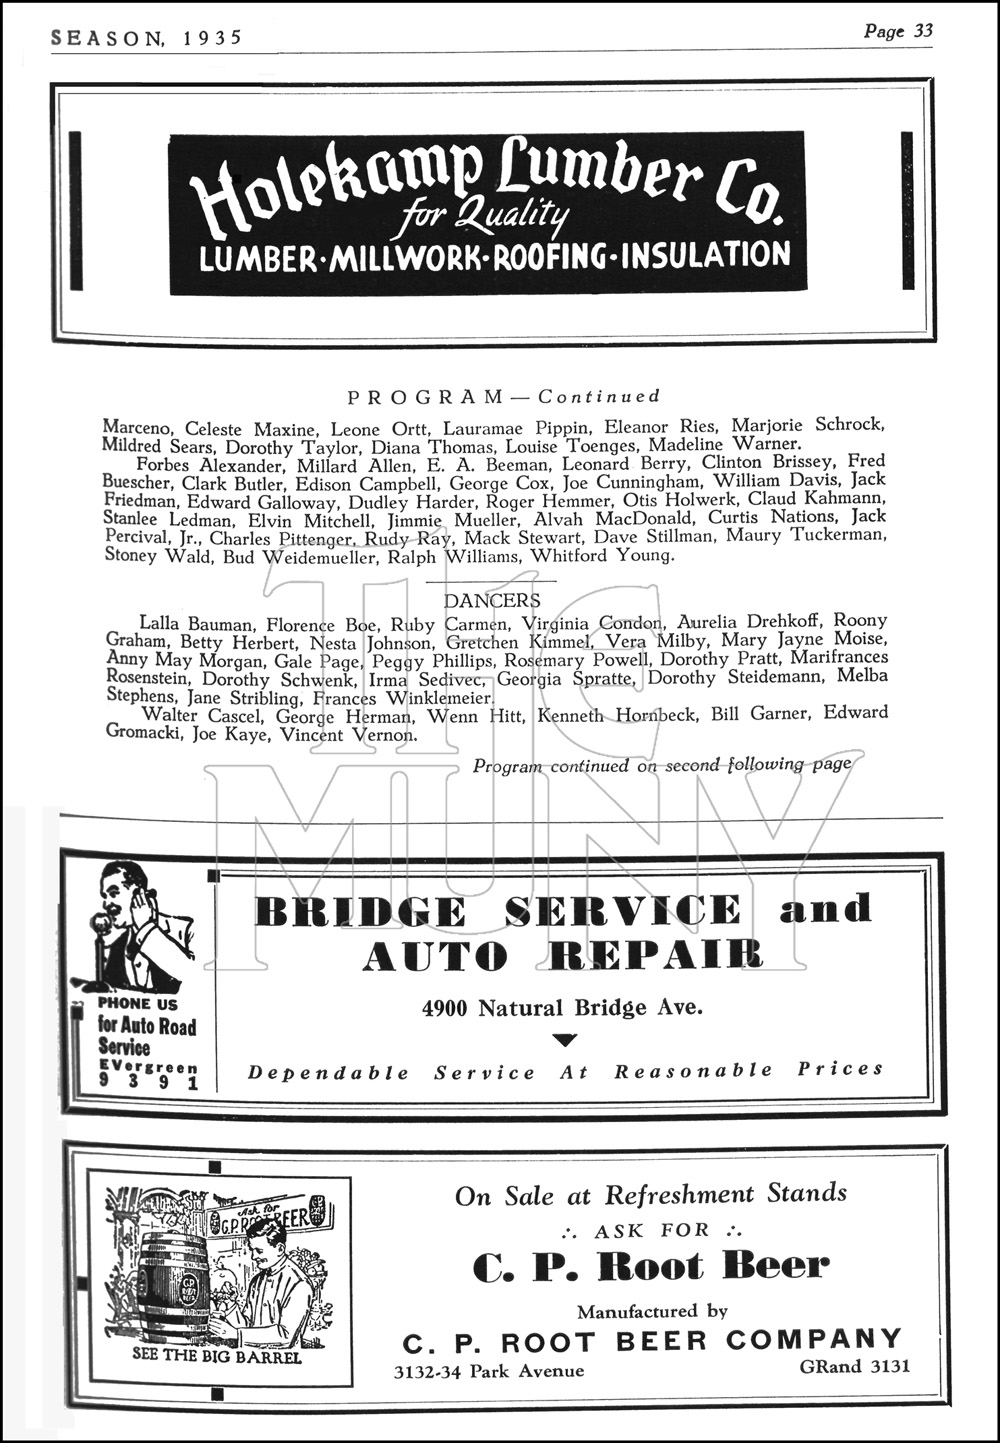 SEASON, 1935
Page 33
Holekamp Lumber Co.
for Quality
LUMBER·MILLWORK·ROOFING·INSULATION
PROGRAM—Continued
Marceno, Celeste Maxine, Leone Ortt, Lauramae Pippin, Eleanor Ries, Marjorie Schrock,
Mildred Sears, Dorothy Taylor, Diana Thomas, Louise Toenges, Madeline Warner.
Forbes Alexander, Millard Allen, E. A. Beeman, Leonard Berry, Clinton Brissey, Fred
Buescher, Clark Butler, Edison Campbell, George Cox, Joe Cunningham, William Davis, Jack
Friedman, Edward Galloway, Dudley Harder, Roger Hemmer, Otis Holwerk, Claud Kahmann,
Stanlee Ledman, Elvin Mitchell, Jimmie Mueller, Alvah MacDonald, Curtis Nations, Jack
Percival, Jr., Charles Pittenger, Rudy Ray, Mack Stewart, Dave Stillman, Maury Tuckerman,
Stoney Wald, Bud Weidemueller, Ralph Williams, Whitford Young.
DANCERS
Lalla Bauman, Florence Boe, Ruby Carmen, Virginia Condon, Aurelia Drehkoff, Roony
Graham, Betty Herbert, Nesta Johnson, Gretchen Kimmel, Vera Milby, Mary Jayne Moise,
Anny May Morgan, Gale Page, Peggy Phillips, Rosemary Powell, Dorothy Pratt, Marifrances
Rosenstein, Dorothy Schwenk, Irma Sedivec, Georgia Spratte, Dorothy Steidemann, Melba
Stephens, Jane Stribling, Frances Winklemeier.
Walter Cascel, George Herman, Wenn Hitt, Kenneth Hornbeck, Bill Garner, Edward
Gromacki, Joe Kaye, Vincent Vernon.
Program continued on second following page
THE
MUNY
PHONE US
for Auto Road
Service
EVergreen
9391
BRIDGE SERVICE and
AUTO REPAIR
4900 Natural Bridge Ave.
Dependable Service At Reasonable Prices
Ask for
G.P. ROOT BEER
C.P.
ROOT
BEER
SEE THE BIG BARREL
On Sale at Refreshment Stands
∴ ASK FOR ∴
C. P. Root Beer
Manufactured by
C. P. ROOT BEER COMPANY
3132-34 Park Avenue
GRand 3131